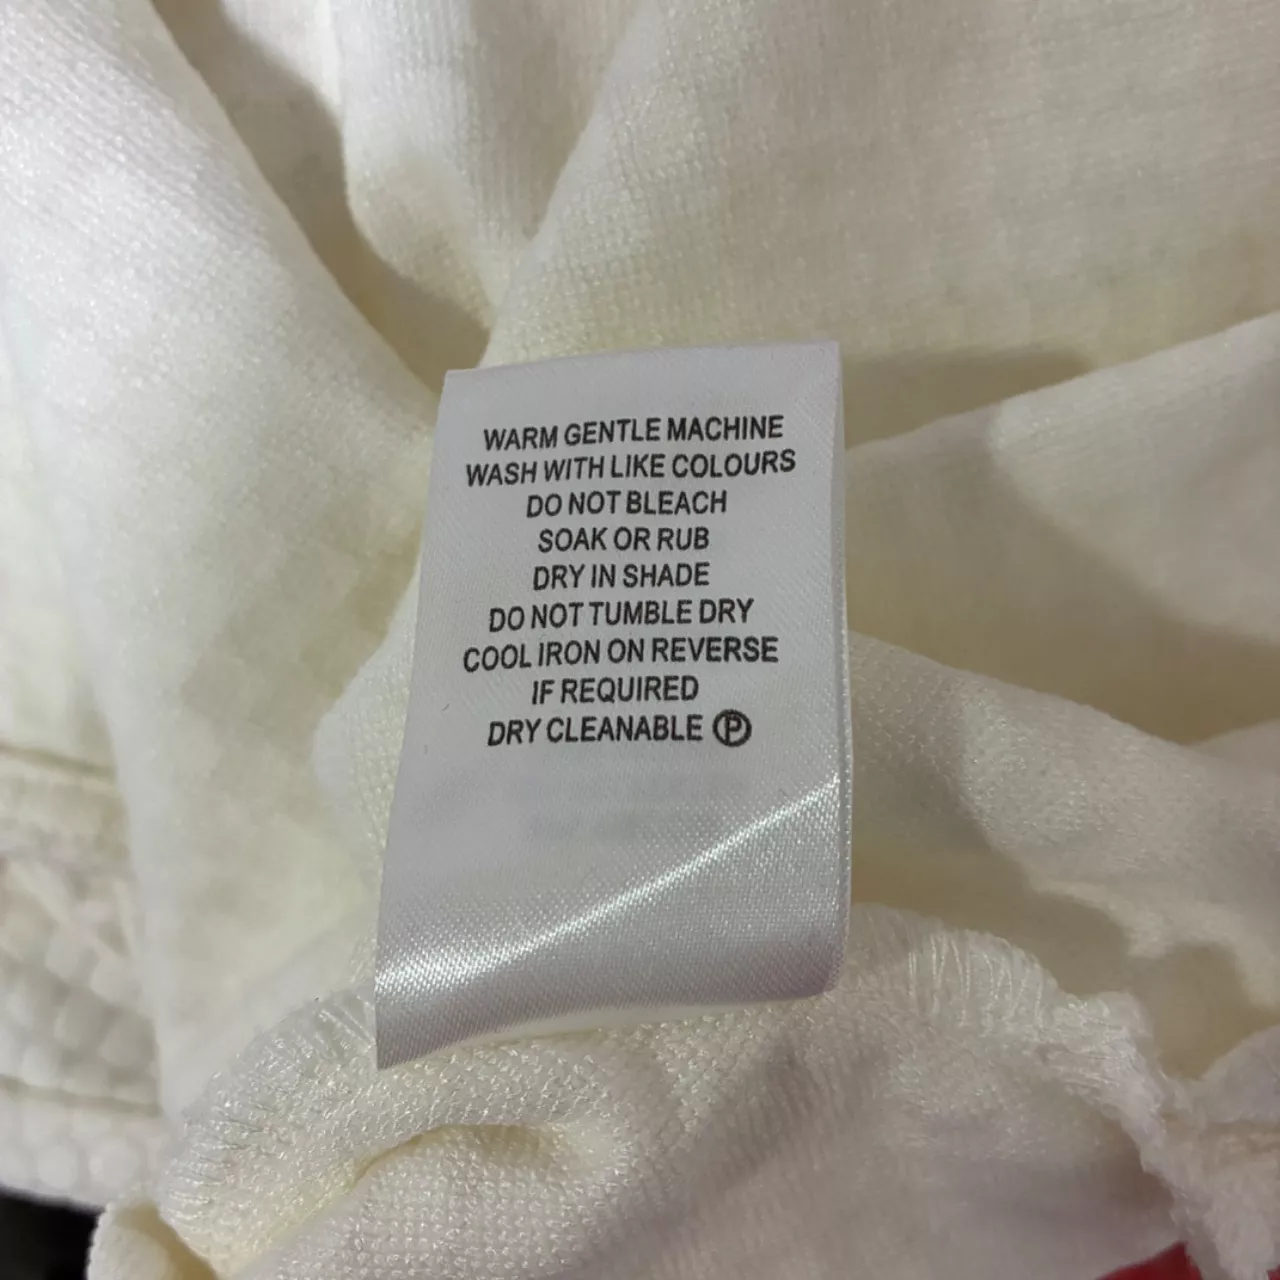 WARM GENTLE MACHINE
WASH WITH LIKE COLOURS
DO NOT BLEACH
SOAK OR RUB
DRY IN SHADE
DO NOT TUMBLE DRY
COOL IRON ON REVERSE
IF REQUIRED
DRY CLEANABLE Ⓟ